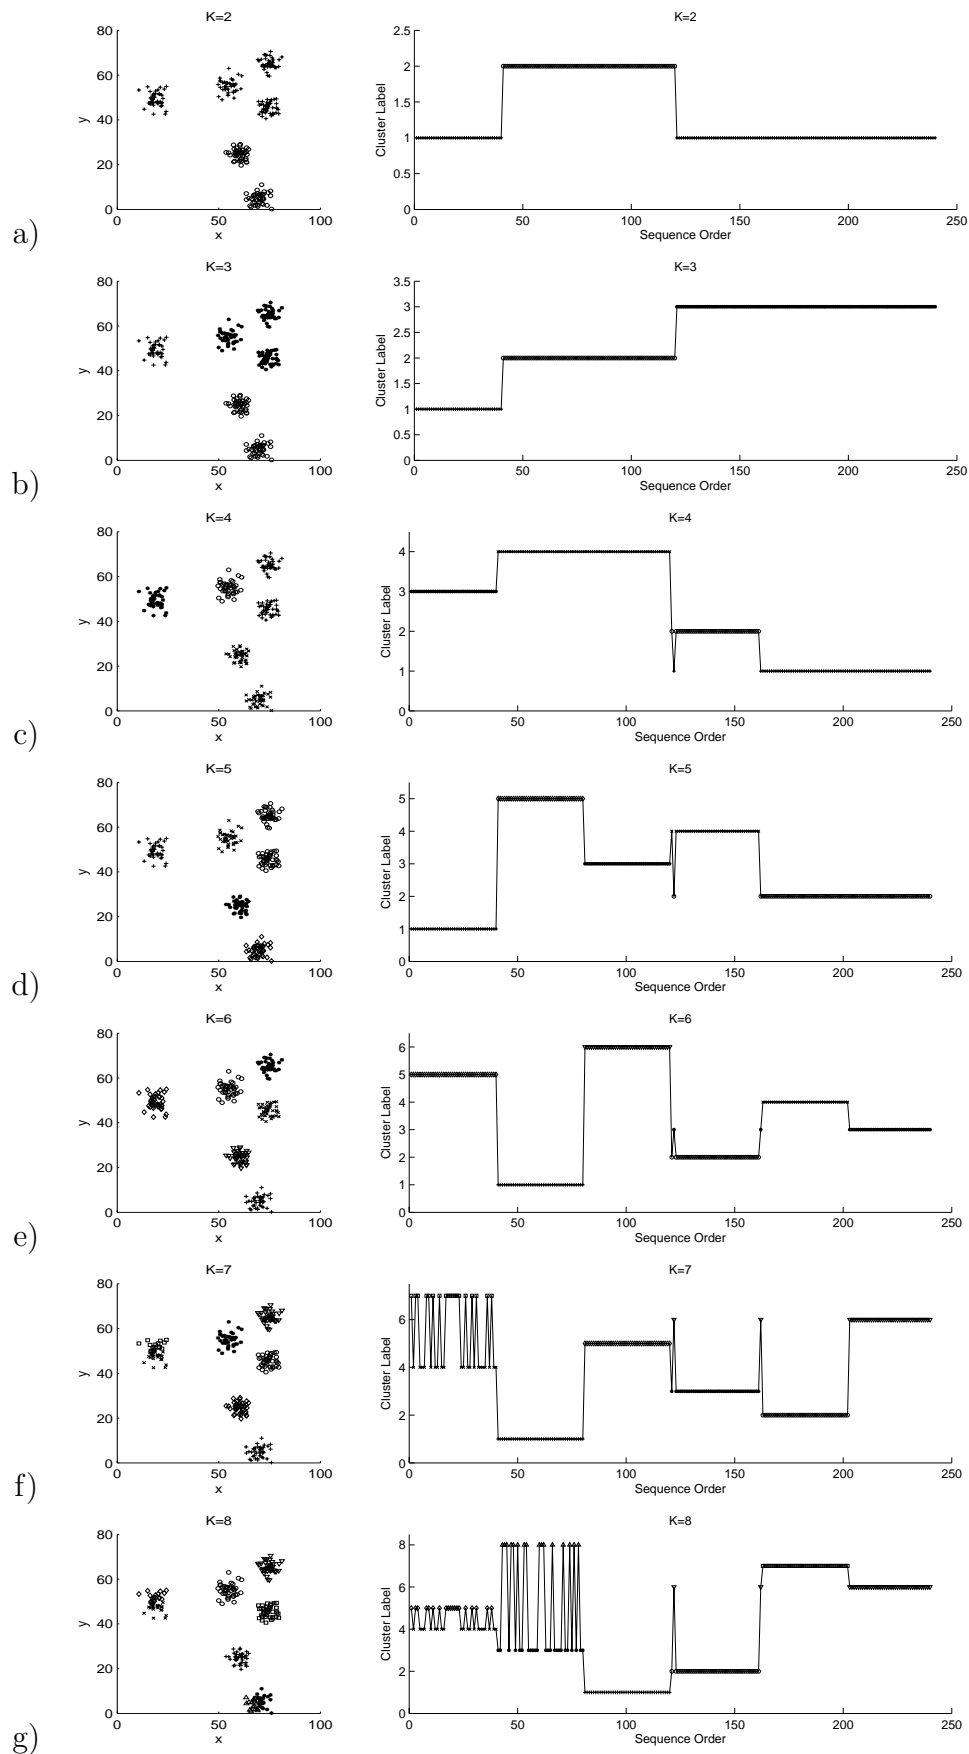 K=2 K=2
80
60
40
20
0
0 50 100
x
y
2.5
2
1.5
1
0.5
0
0 50 100 150 200 250
Sequence Order
Cluster Label
a)
K=3 K=3
80
60
40
20
0
0 50 100
x
y
3.5
3
2.5
2
1.5
1
0.5
0
0 50 100 150 200 250
Sequence Order
Cluster Label
b)
K=4 K=4
80
60
40
20
0
0 50 100
x
y
4
3
2
1
0
0 50 100 150 200 250
Sequence Order
Cluster Label
c)
K=5 K=5
80
60
40
20
0
0 50 100
x
y
5
4
3
2
1
0
0 50 100 150 200 250
Sequence Order
Cluster Label
d)
K=6 K=6
80
60
40
20
0
0 50 100
x
y
6
5
4
3
2
1
0
0 50 100 150 200 250
Sequence Order
Cluster Label
e)
K=7 K=7
80
60
40
20
0
0 50 100
x
y
6
4
2
0
0 50 100 150 200 250
Sequence Order
Cluster Label
f)
K=8 K=8
80
60
40
20
0
0 50 100
x
y
8
6
4
2
0
0 50 100 150 200 250
Sequence Order
Cluster Label
g)